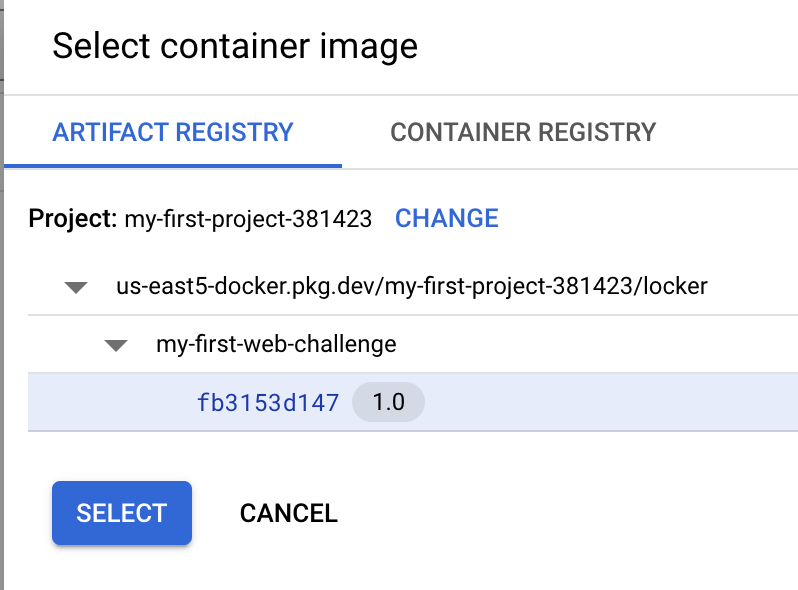 Select container image
ARTIFACT REGISTRY CONTAINER REGISTRY
Project: my-first-project-381423 CHANGE
us-east5-docker.pkg.dev/my-first-project-381423/locker
my-first-web-challenge
fb3153d147 1.0
SELECT CANCEL